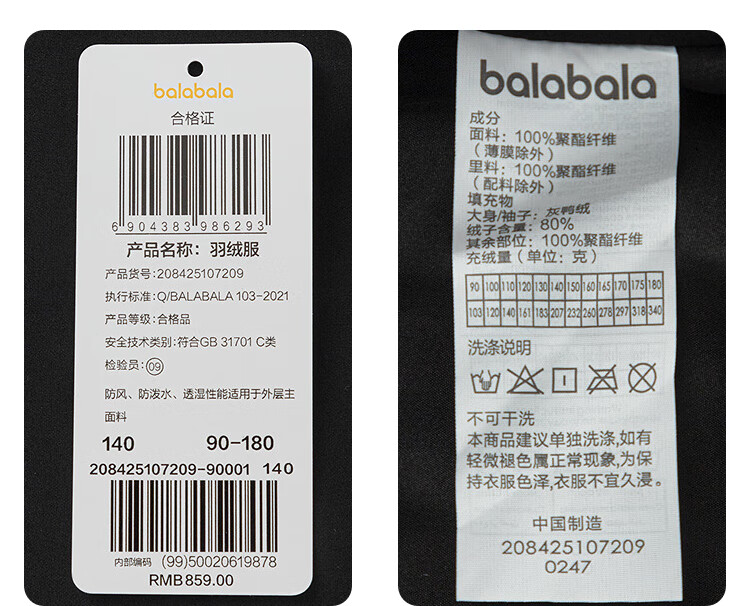 balabala
合格证
6 904383 986293
产品名称：羽绒服
产品货号:208425107209
执行标准:Q/BALABALA 103-2021
产品等级:合格品
安全技术类别:符合GB 31701 C类
检验员:09
防风、防泼水、透湿性能适用于外层主
面料
140 90-180
208425107209-90001 140
内部编码 (99)50020619878
RMB859.00
balabala
成分
面料：100%聚酯纤维
（薄膜除外）
里料：100%聚酯纤维
（配料除外）
填充物
大身/袖子：灰鸭绒
绒子含量：80%
其余部位：100%聚酯纤维
充绒量（单位：克）
90 100 110 120 130 140 150 160 165 170 175 180
103 120 140 161 183 207 232 260 278 297 318 340
洗涤说明
不可干洗
本商品建议单独洗涤,如有
轻微褪色属正常现象,为保
持衣服色泽,衣服不宜久浸。
中国制造
208425107209
0247